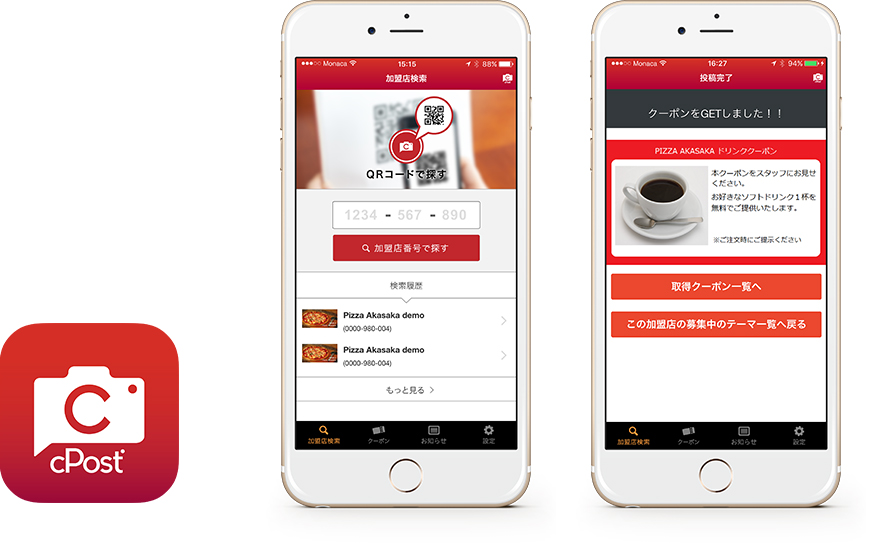 C
cPost
Monaca
15:15
88%
加盟店検索
QRコードで探す
1234 - 567 - 890
加盟店番号で探す
検索履歴
Pizza Akasaka demo
(0000-980-004)
Pizza Akasaka demo
(0000-980-004)
もっと見る
加盟店検索
クーポン
お知らせ
設定
Monaca
16:27
94%
投稿完了
クーポンをGETしました！！
PIZZA AKASAKA ドリンククーポン
本クーポンをスタッフにお見せ
ください。
お好きなソフトドリンク１杯を
無料でご提供いたします。
※ご注文時にご提示ください
取得クーポン一覧へ
この加盟店の募集中のテーマ一覧へ戻る
加盟店検索
クーポン
お知らせ
設定